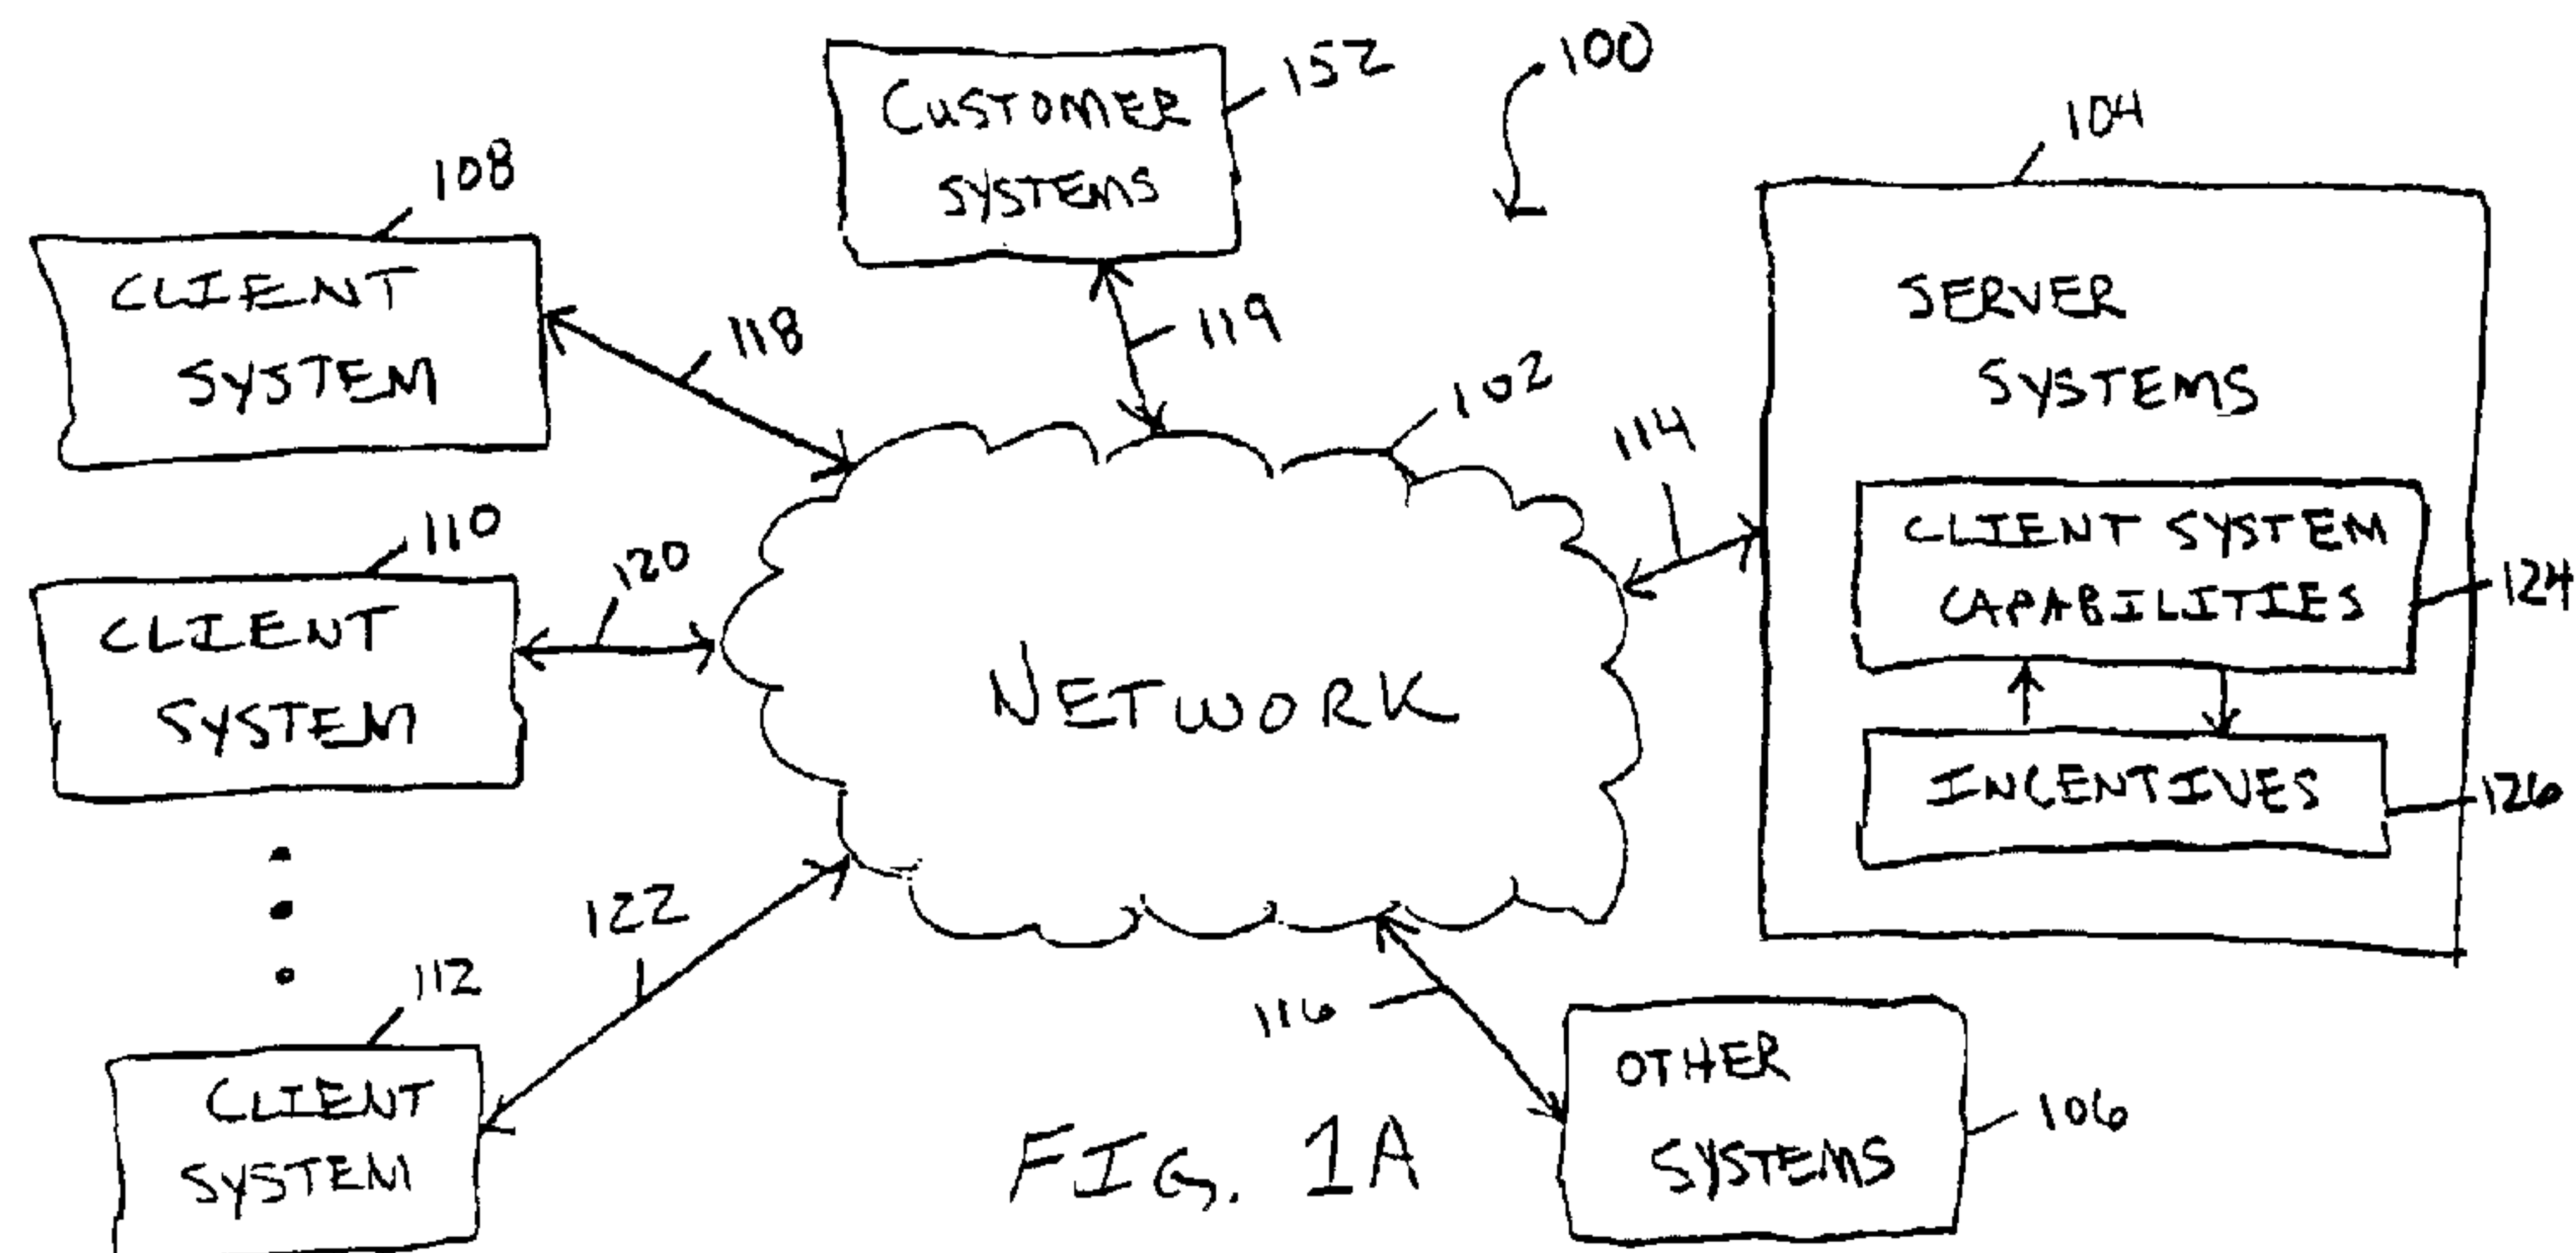 152
100
CUSTOMER
SYSTEMS
104
108
CLIENT
SYSTEM
118
119
102
114
SERVER
SYSTEMS
110
CLIENT
SYSTEM
120
NETWORK
CLIENT SYSTEM
CAPABILITIES
124
INCENTIVES
126
122
112
CLIENT
SYSTEM
116
OTHER
SYSTEMS
106
FIG. 1A